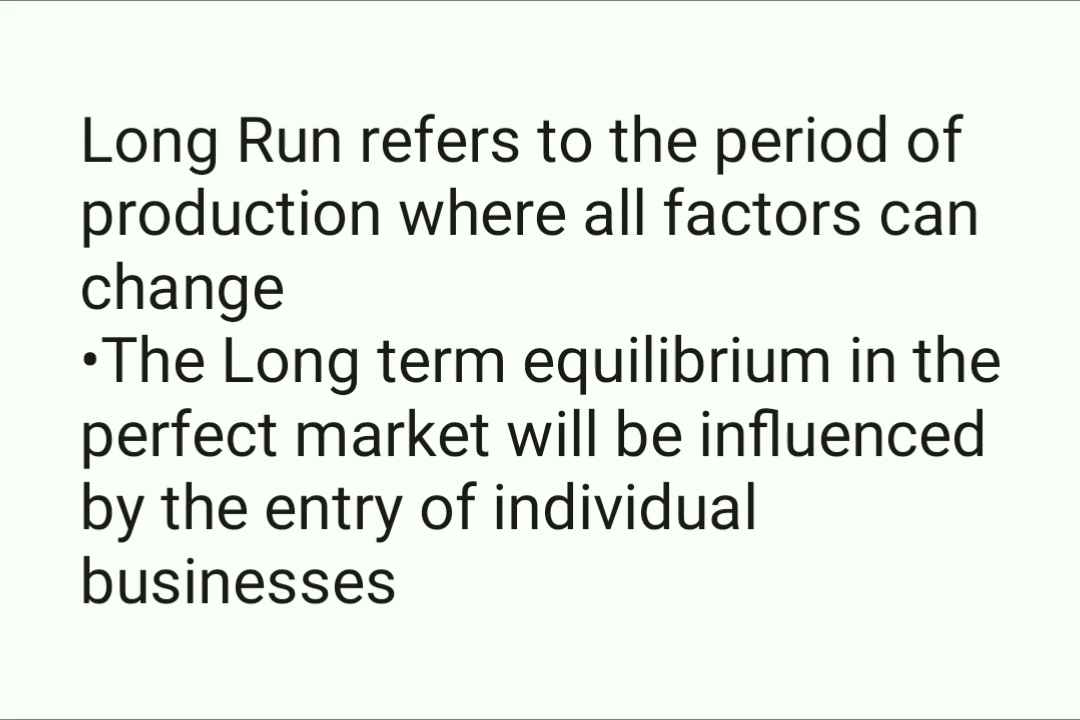 Long Run refers to the period of
production where all factors can
change
•The Long term equilibrium in the
perfect market will be influenced
by the entry of individual
businesses